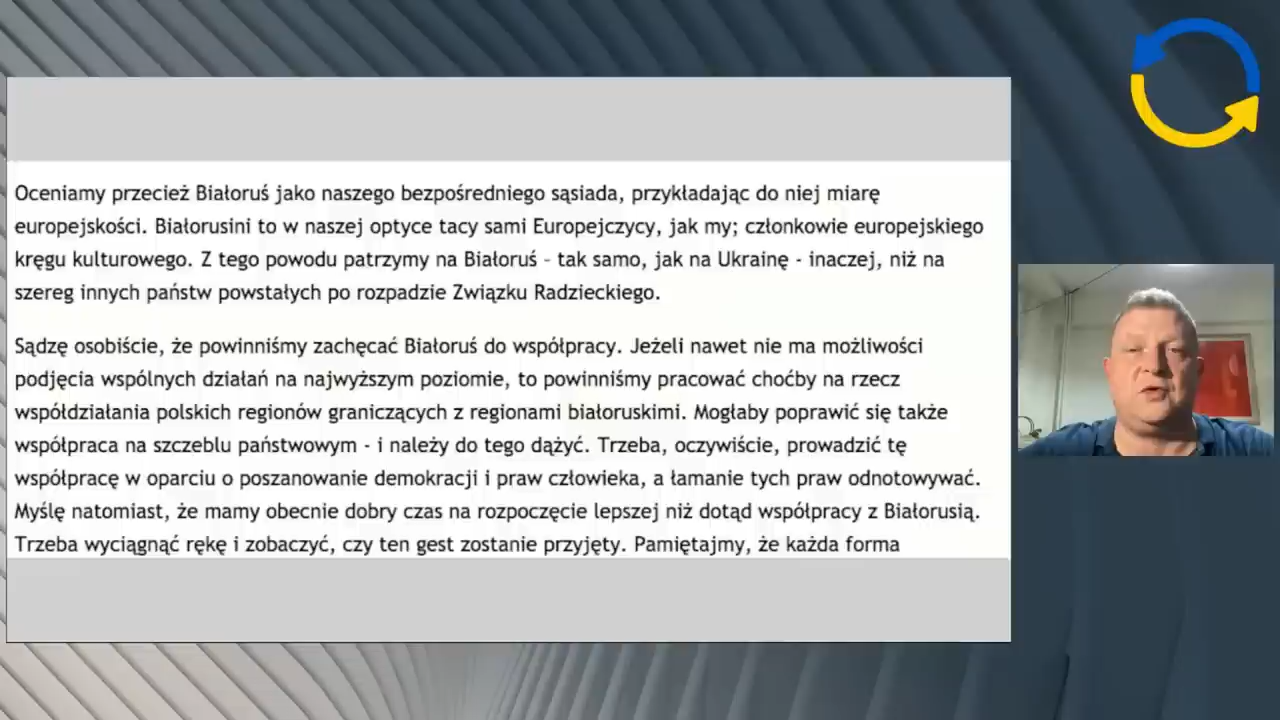 Oceniamy przecież Białoruś jako naszego bezpośredniego sąsiada, przykładając do niej miarę
europejskości. Białorusini to w naszej optyce tacy sami Europejczycy, jak my; członkowie europejskiego
kręgu kulturowego. Z tego powodu patrzymy na Białoruś – tak samo, jak na Ukrainę - inaczej, niż na
szereg innych państw powstałych po rozpadzie Związku Radzieckiego.
Sądzę osobiście, że powinniśmy zachęcać Białoruś do współpracy. Jeżeli nawet nie ma możliwości
podjęcia wspólnych działań na najwyższym poziomie, to powinniśmy pracować choćby na rzecz
współdziałania polskich regionów graniczących z regionami białoruskimi. Mogłaby poprawić się także
współpraca na szczeblu państwowym - i należy do tego dążyć. Trzeba, oczywiście, prowadzić tę
współpracę w oparciu o poszanowanie demokracji i praw człowieka, a łamanie tych praw odnotowywać.
Myślę natomiast, że mamy obecnie dobry czas na rozpoczęcie lepszej niż dotąd współpracy z Białorusią.
Trzeba wyciągnąć rękę i zobaczyć, czy ten gest zostanie przyjęty. Pamiętajmy, że każda forma